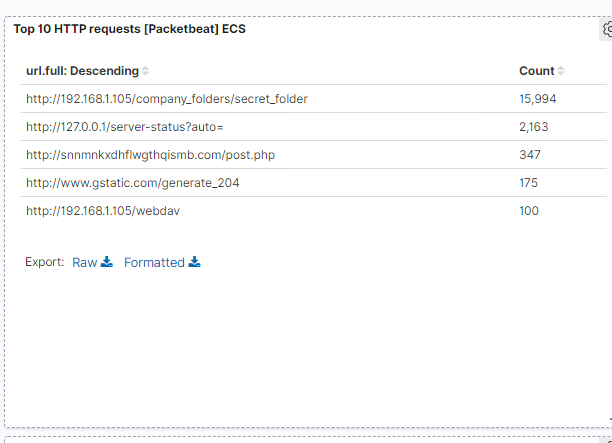 Top 10 HTTP requests [Packetbeat] ECS
url.full: Descending Count
http://192.168.1.105/company_folders/secret_folder 15,994
http://127.0.0.1/server-status?auto= 2,163
http://snnmnkxdhflwgthqismb.com/post.php 347
http://www.gstatic.com/generate_204 175
http://192.168.1.105/webdav 100
Export: Raw Formatted